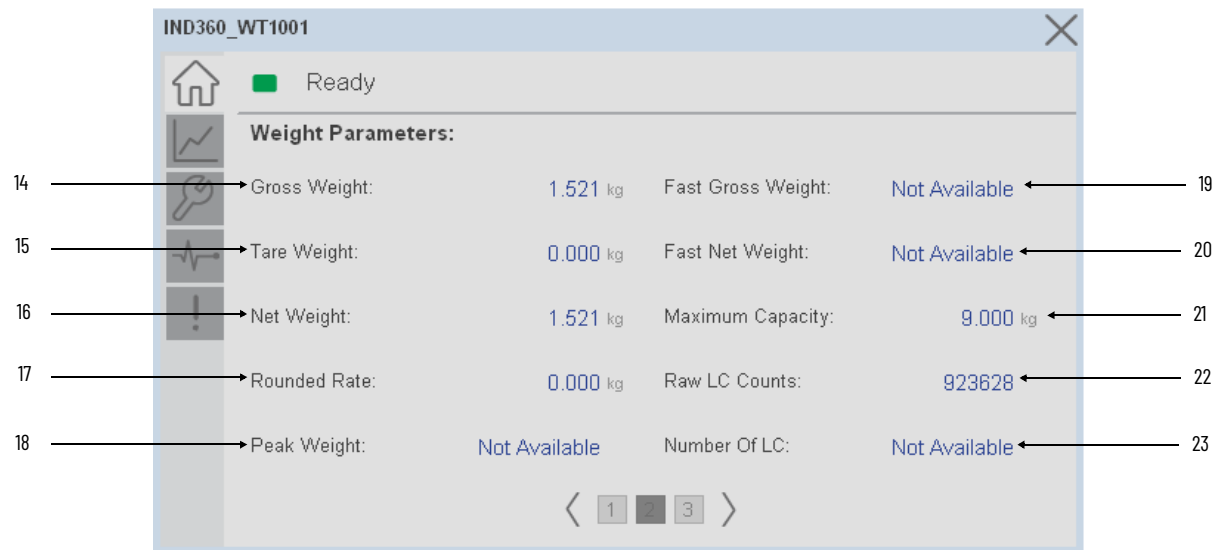 IND360_WT1001
Ready
Weight Parameters:
14 Gross Weight: 1.521 kg Fast Gross Weight: Not Available 19
15 Tare Weight: 0.000 kg Fast Net Weight: Not Available 20
16 Net Weight: 1.521 kg Maximum Capacity: 9.000 kg 21
17 Rounded Rate: 0.000 kg Raw LC Counts: 923628 22
18 Peak Weight: Not Available Number Of LC: Not Available 23
1 2 3